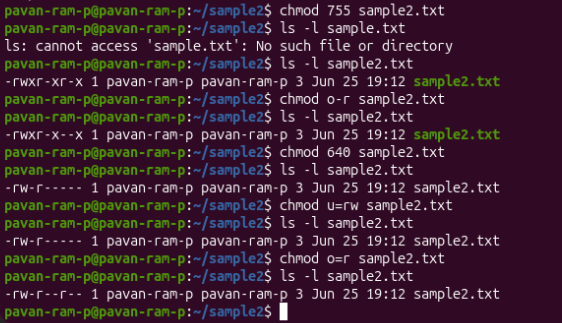 pavan-ram-p@pavan-ram-p:~/sample2$ chmod 755 sample2.txt
pavan-ram-p@pavan-ram-p:~/sample2$ ls -l sample.txt
ls: cannot access 'sample.txt': No such file or directory
pavan-ram-p@pavan-ram-p:~/sample2$ ls -l sample2.txt
-rwxr-xr-x 1 pavan-ram-p pavan-ram-p 3 Jun 25 19:12 sample2.txt
pavan-ram-p@pavan-ram-p:~/sample2$ chmod o-r sample2.txt
pavan-ram-p@pavan-ram-p:~/sample2$ ls -l sample2.txt
-rwxr-x--x 1 pavan-ram-p pavan-ram-p 3 Jun 25 19:12 sample2.txt
pavan-ram-p@pavan-ram-p:~/sample2$ chmod 640 sample2.txt
pavan-ram-p@pavan-ram-p:~/sample2$ ls -l sample2.txt
-rw-r----- 1 pavan-ram-p pavan-ram-p 3 Jun 25 19:12 sample2.txt
pavan-ram-p@pavan-ram-p:~/sample2$ chmod u=rw sample2.txt
pavan-ram-p@pavan-ram-p:~/sample2$ ls -l sample2.txt
-rw-r----- 1 pavan-ram-p pavan-ram-p 3 Jun 25 19:12 sample2.txt
pavan-ram-p@pavan-ram-p:~/sample2$ chmod o=r sample2.txt
pavan-ram-p@pavan-ram-p:~/sample2$ ls -l sample2.txt
-rw-r--r-- 1 pavan-ram-p pavan-ram-p 3 Jun 25 19:12 sample2.txt
pavan-ram-p@pavan-ram-p:~/sample2$